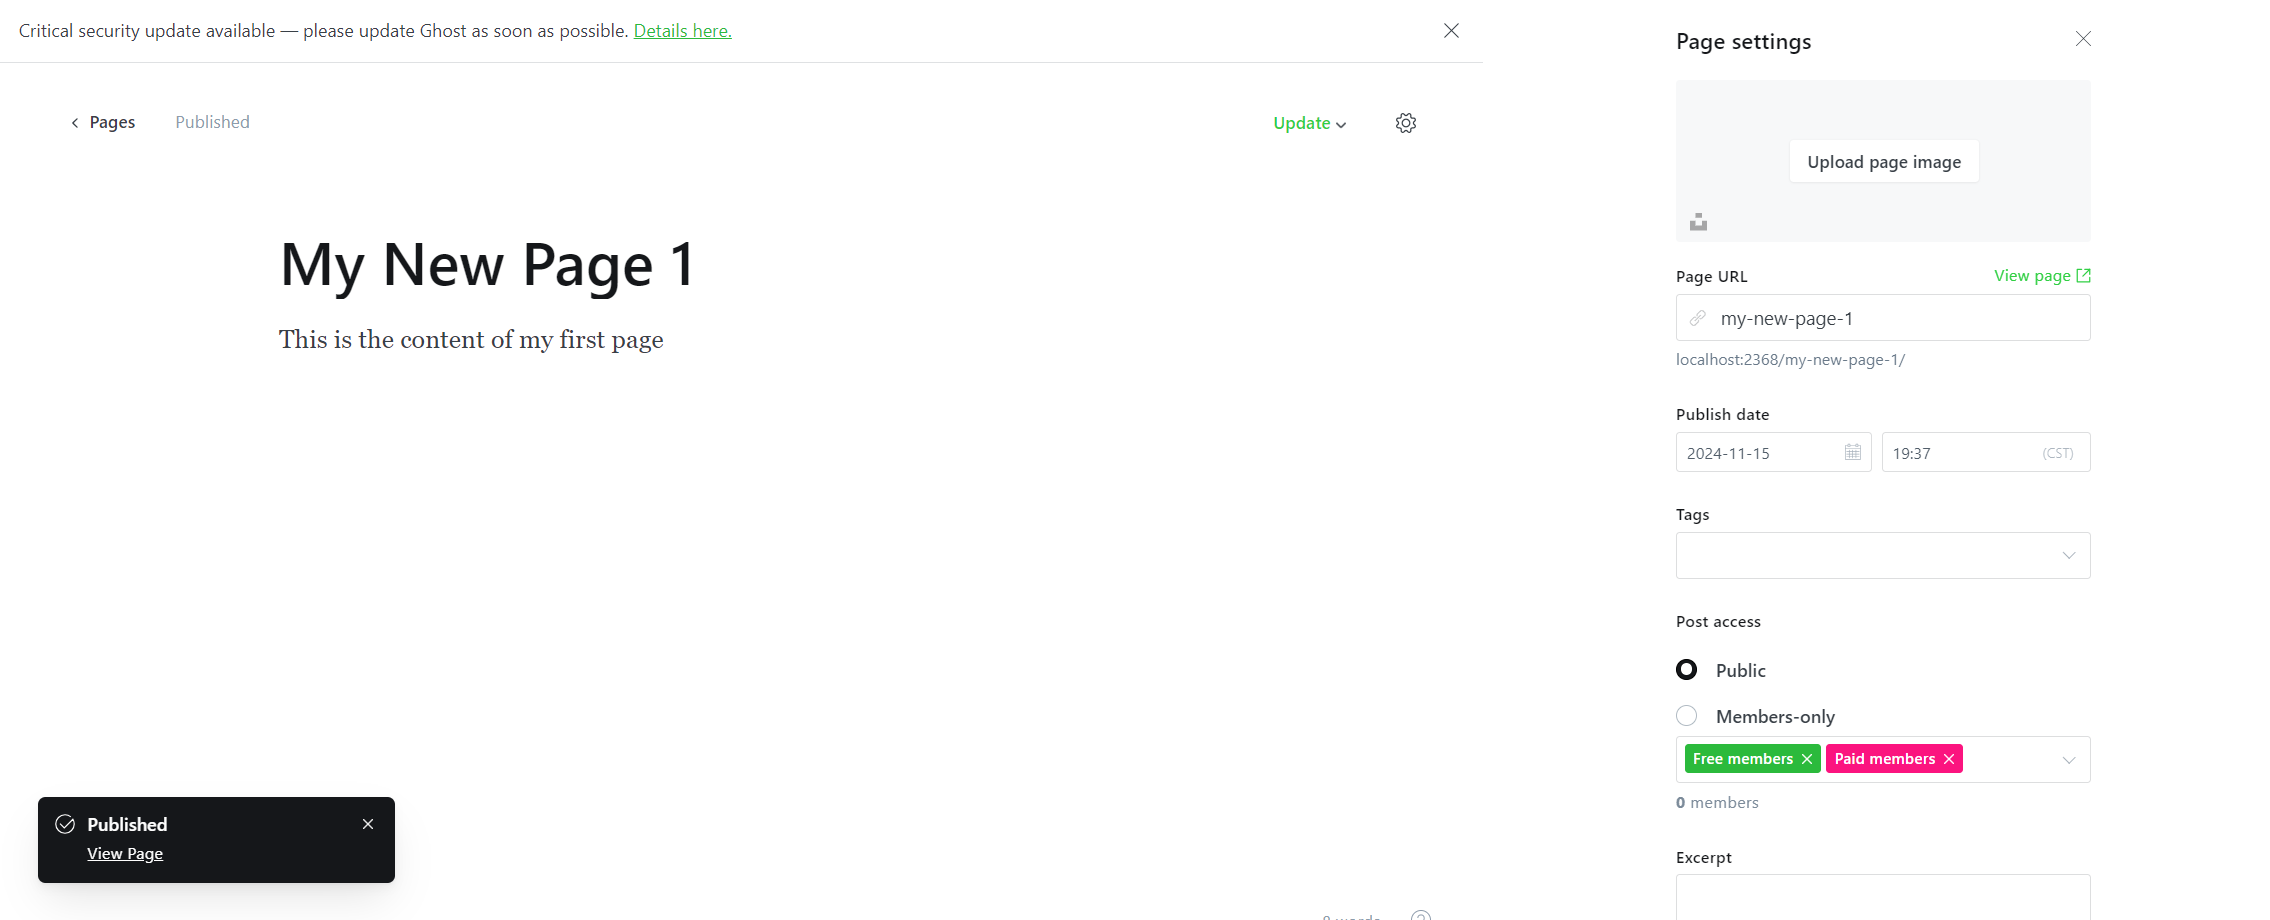 Critical security update available — please update Ghost as soon as possible. Details here.
Pages
Published
Update
My New Page 1
This is the content of my first page
Published
View Page
Page settings
Upload page image
Page URL
View page
my-new-page-1
localhost:2368/my-new-page-1/
Publish date
2024-11-15
19:37
(CST)
Tags
Post access
Public
Members-only
Free members
Paid members
0 members
Excerpt